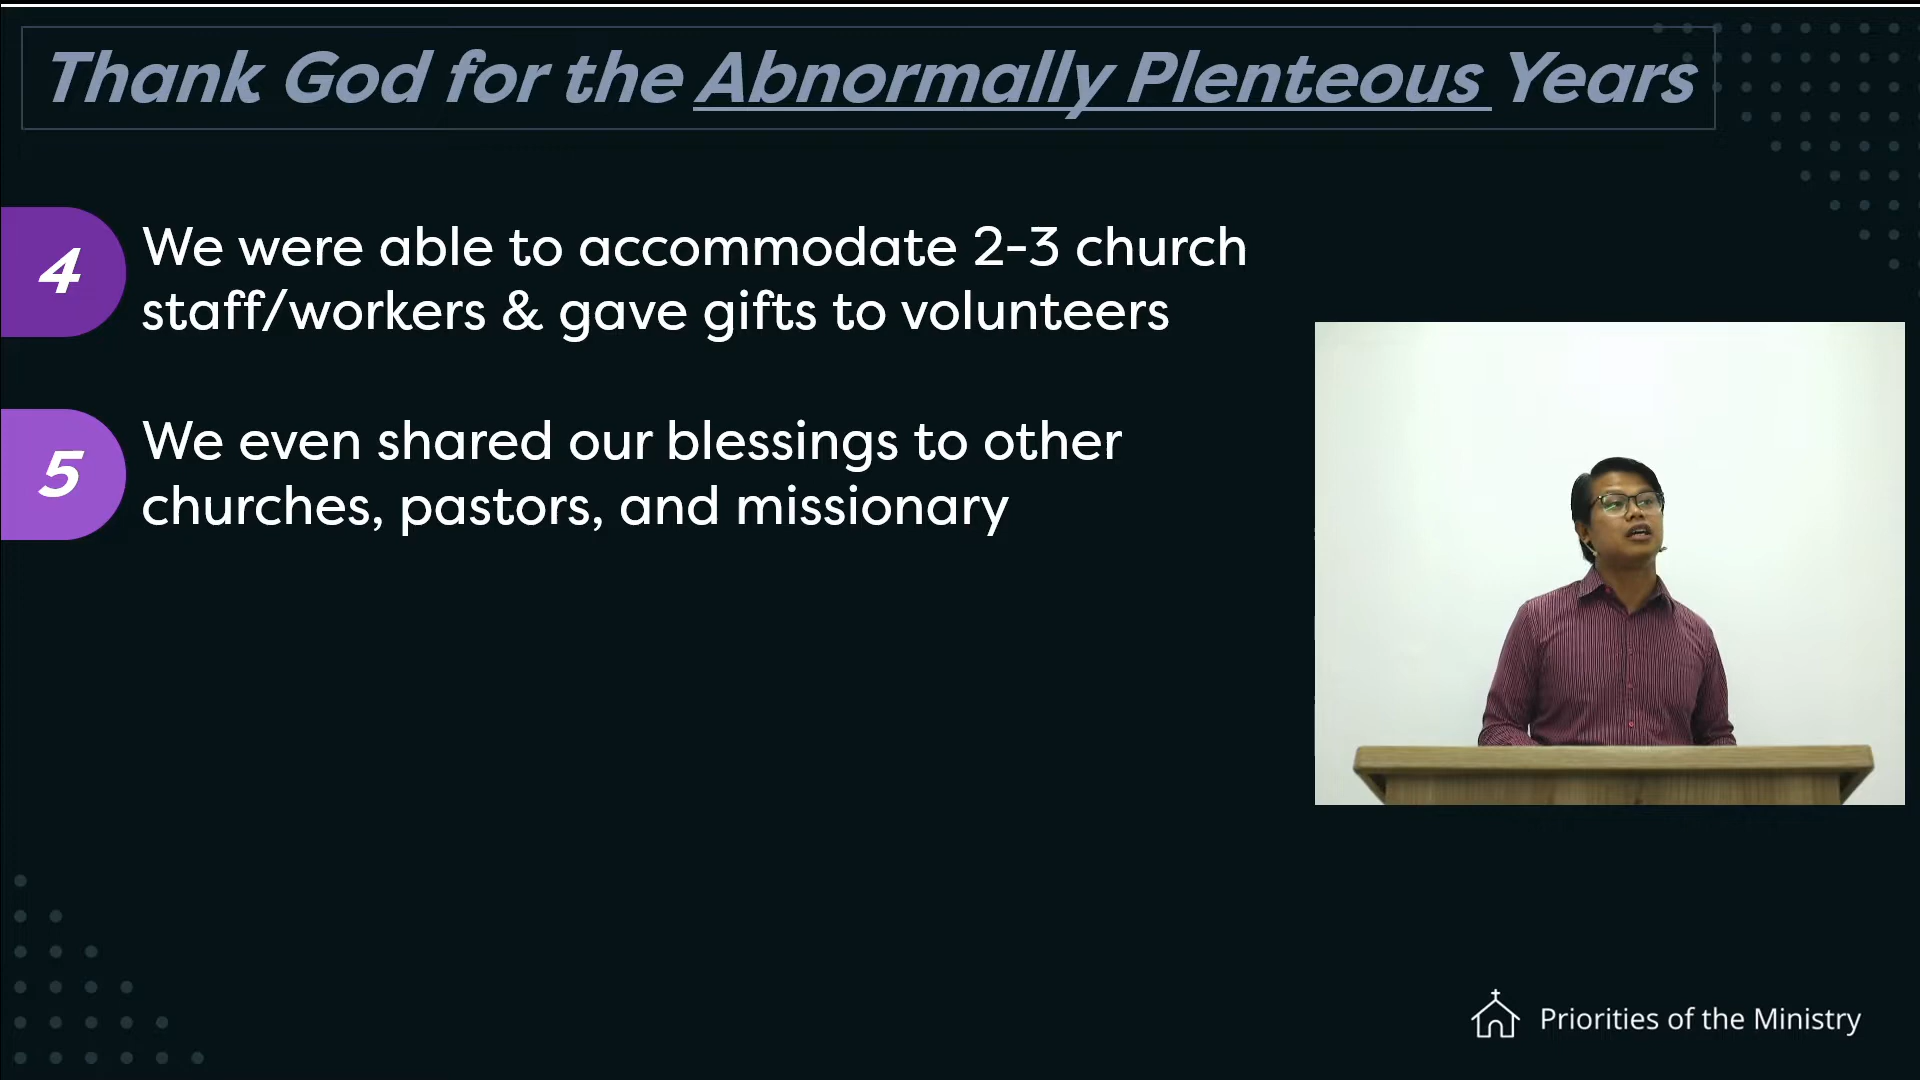 Thank God for the Abnormally Plenteous Years
4
We were able to accommodate 2-3 church
staff/workers & gave gifts to volunteers
5
We even shared our blessings to other
churches, pastors, and missionary
Priorities of the Ministry